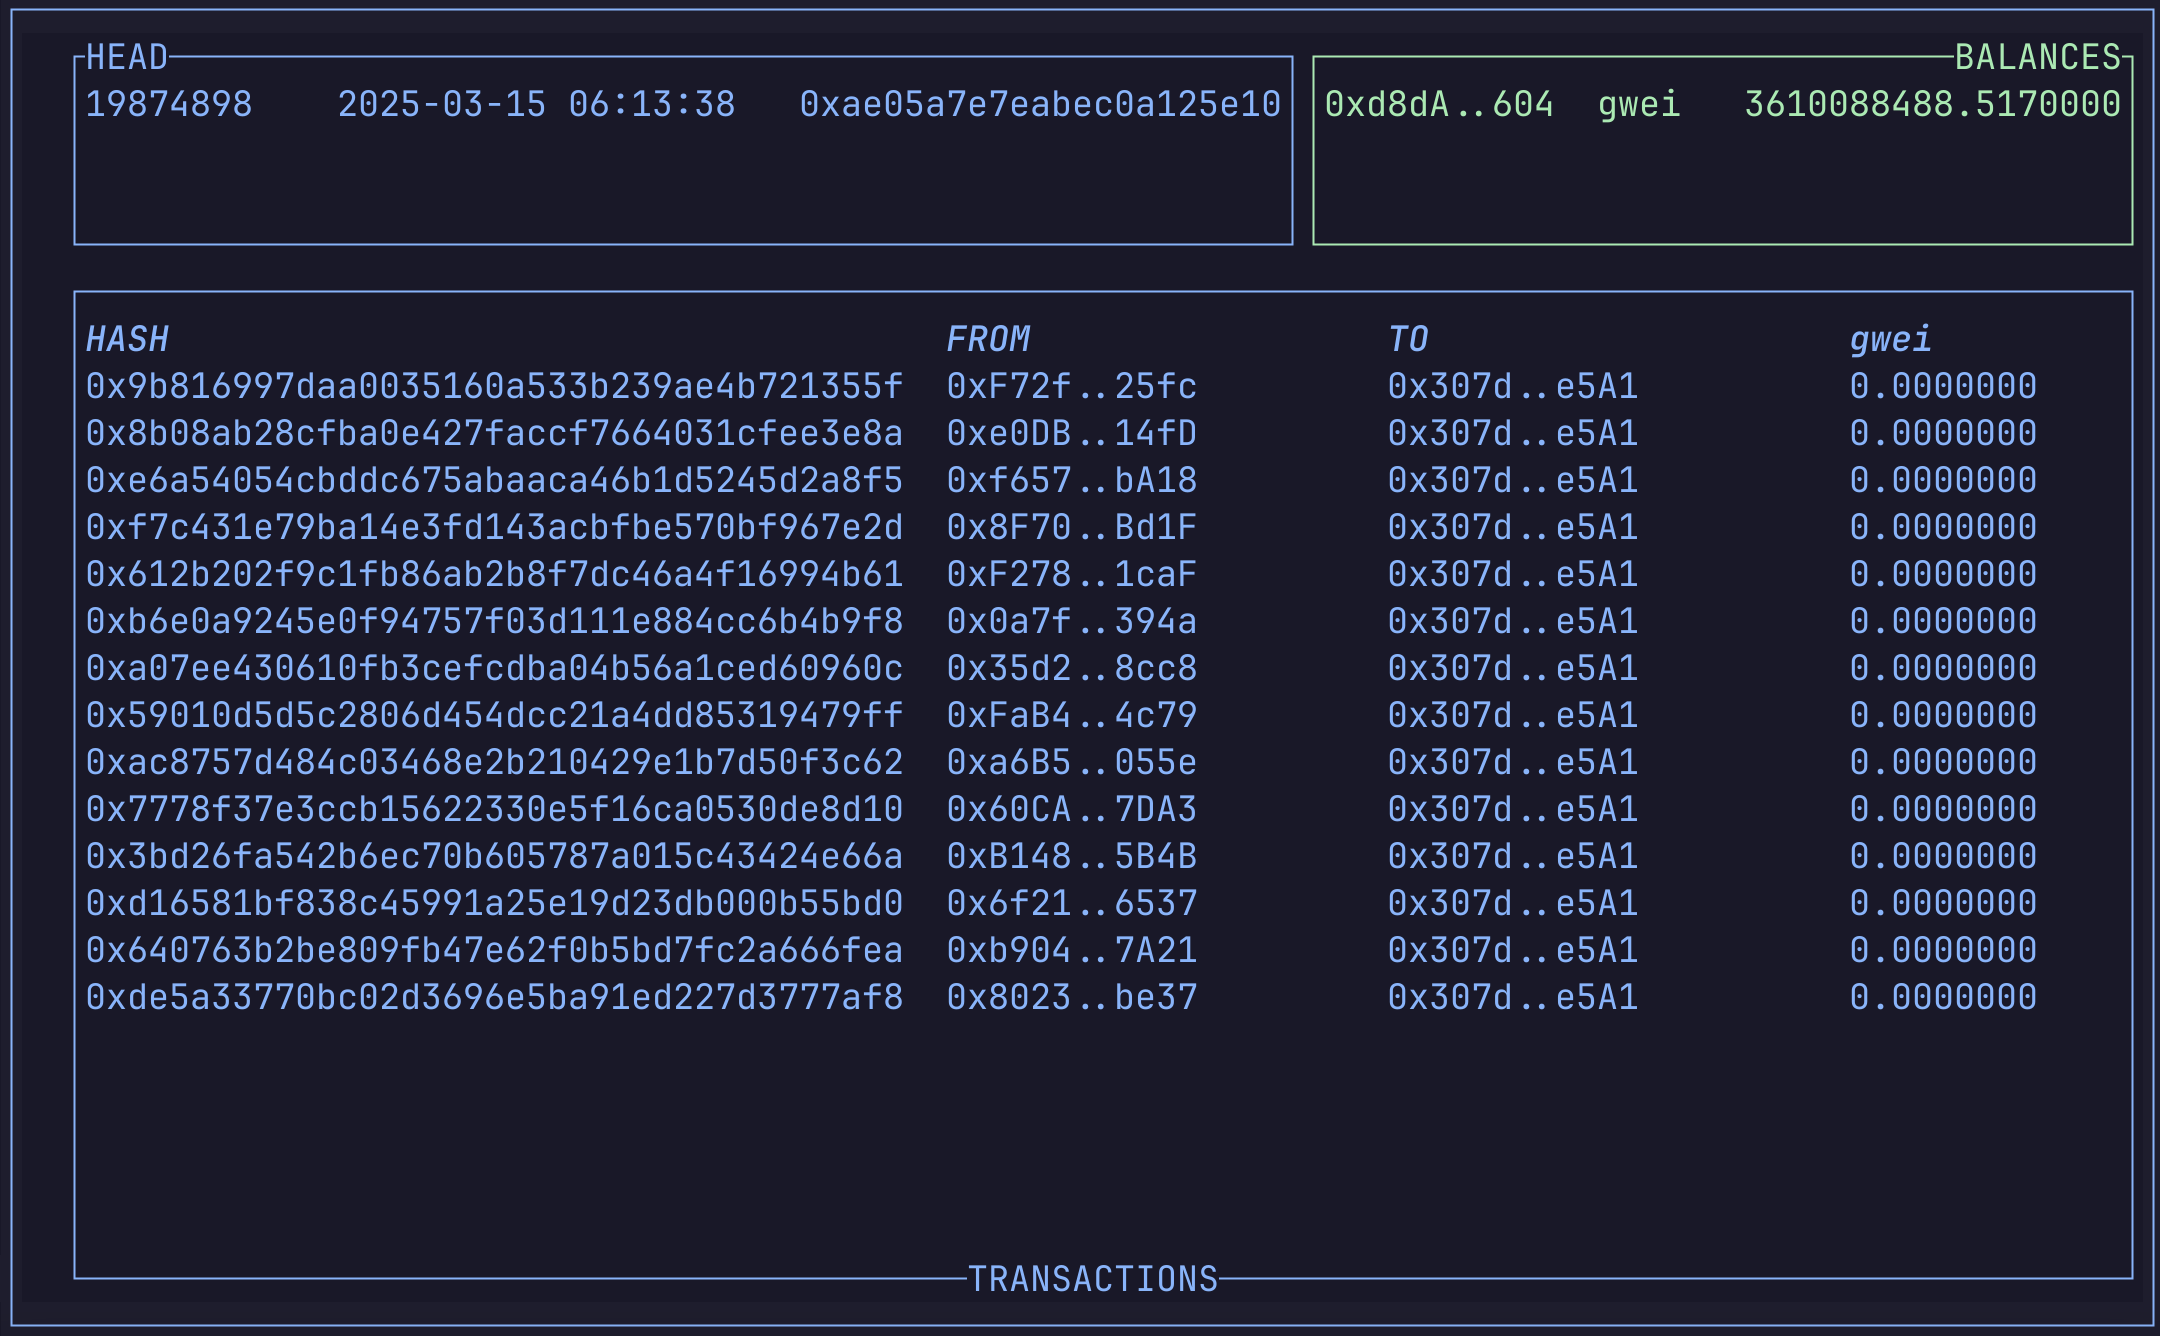 HEAD
19874898 2025-03-15 06:13:38 0xae05a7e7eabec0a125e10
BALANCES
0xd8dA..604 gwei 3610088488.5170000
HASH FROM TO gwei
0x9b816997daa0035160a533b239ae4b721355f 0xF72f..25fc 0x307d..e5A1 0.0000000
0x8b08ab28cfba0e427faccf7664031cfee3e8a 0xe0DB..14fD 0x307d..e5A1 0.0000000
0xe6a54054cbddc675abaaca46b1d5245d2a8f5 0xf657..bA18 0x307d..e5A1 0.0000000
0xf7c431e79ba14e3fd143acbfbe570bf967e2d 0x8F70..Bd1F 0x307d..e5A1 0.0000000
0x612b202f9c1fb86ab2b8f7dc46a4f16994b61 0xF278..1caF 0x307d..e5A1 0.0000000
0xb6e0a9245e0f94757f03d111e884cc6b4b9f8 0x0a7f..394a 0x307d..e5A1 0.0000000
0xa07ee430610fb3cefcdba04b56a1ced60960c 0x35d2..8cc8 0x307d..e5A1 0.0000000
0x59010d5d5c2806d454dcc21a4dd85319479ff 0xFaB4..4c79 0x307d..e5A1 0.0000000
0xac8757d484c03468e2b210429e1b7d50f3c62 0xa6B5..055e 0x307d..e5A1 0.0000000
0x7778f37e3ccb15622330e5f16ca0530de8d10 0x60CA..7DA3 0x307d..e5A1 0.0000000
0x3bd26fa542b6ec70b605787a015c43424e66a 0xB148..5B4B 0x307d..e5A1 0.0000000
0xd16581bf838c45991a25e19d23db000b55bd0 0x6f21..6537 0x307d..e5A1 0.0000000
0x640763b2be809fb47e62f0b5bd7fc2a666fea 0xb904..7A21 0x307d..e5A1 0.0000000
0xde5a33770bc02d3696e5ba91ed227d3777af8 0x8023..be37 0x307d..e5A1 0.0000000
TRANSACTIONS